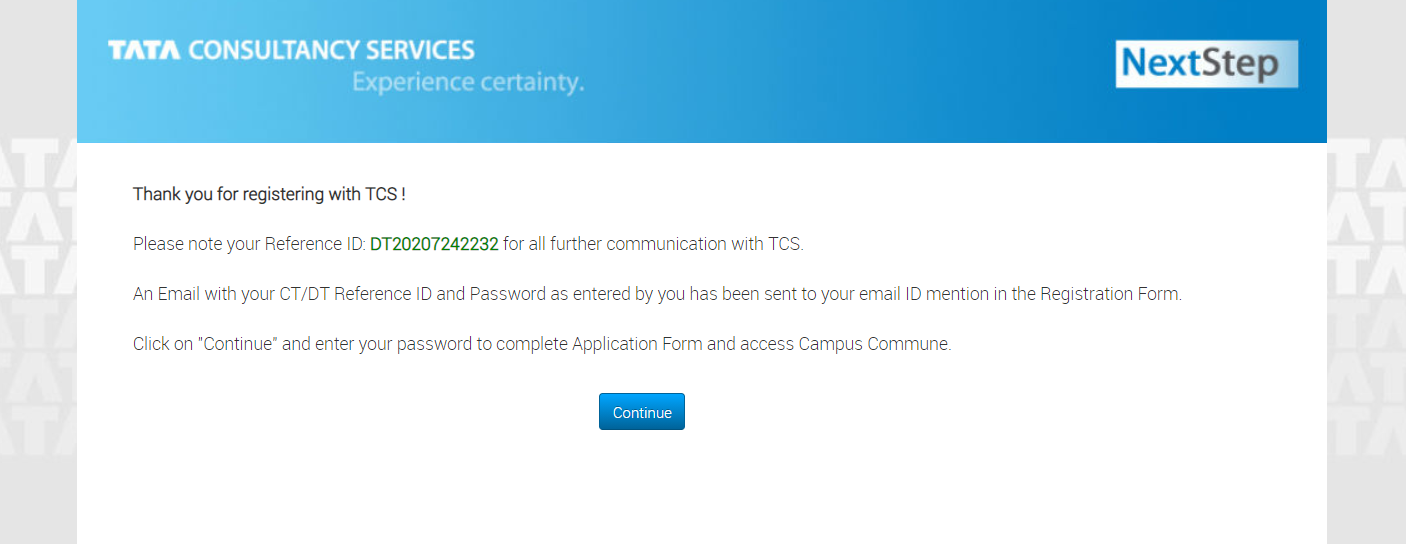 TATA CONSULTANCY SERVICES
Experience certainty.
NextStep
Thank you for registering with TCS !
Please note your Reference ID: DT20207242232 for all further communication with TCS.
An Email with your CT/DT Reference ID and Password as entered by you has been sent to your email ID mention in the Registration Form.
Click on "Continue" and enter your password to complete Application Form and access Campus Commune.
Continue